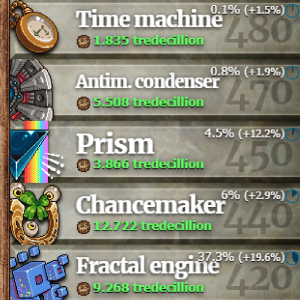 0.1% (+1.5%)
Time machine 480
1.835 tredecillion
0.8% (+1.9%)
Antim. condenser 470
5.508 tredecillion
4.5% (+12.2%)
Prism 450
3.866 tredecillion
6% (+2.9%)
Chancemaker 440
12.722 tredecillion
37.3% (+19.6%)
Fractal engine 420
9.268 tredecillion